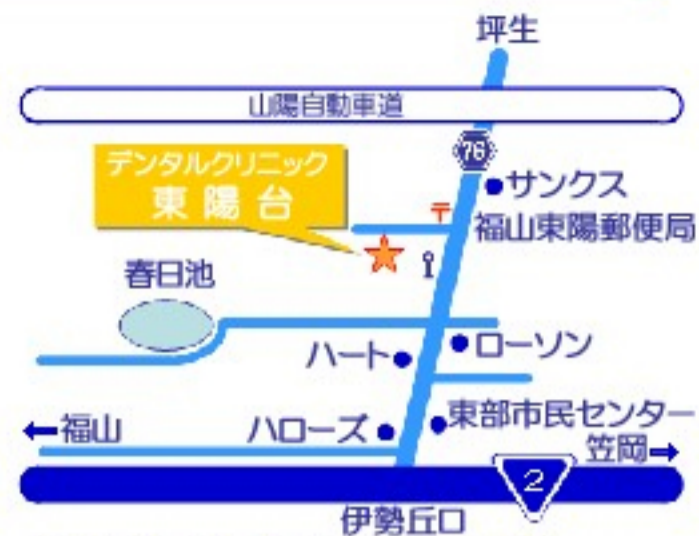 坪生
山陽自動車道
76
デンタルクリニック
東陽台
サンクス
〒
福山東陽郵便局
春日池
ハート
ローソン
福山
ハローズ
東部市民センター
笠岡
2
伊勢丘口